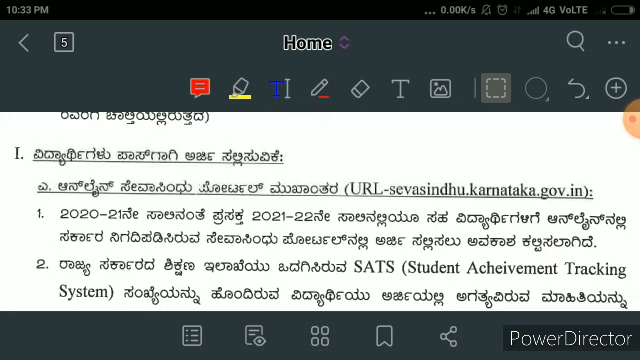 10:33 PM ... 0.00K/s 4G VoLTE
5 Home
ರವರೆಗೆ ಚಾಲ್ತಿಯಲ್ಲಿರುತ್ತದೆ)
I. ವಿದ್ಯಾರ್ಥಿಗಳು ಪಾಸ್‌ಗಾಗಿ ಅರ್ಜಿ ಸಲ್ಲಿಸುವಿಕೆ:
ಎ. ಆನ್‌ಲೈನ್ ಸೇವಾಸಿಂಧು ಪೋರ್ಟಲ್ ಮುಖಾಂತರ (URL-sevasindhu.karnataka.gov.in):
1. 2020-21ನೇ ಸಾಲಿನಂತೆ ಪ್ರಸಕ್ತ 2021-22ನೇ ಸಾಲಿನಲ್ಲಿಯೂ ಸಹ ವಿದ್ಯಾರ್ಥಿಗಳಿಗೆ ಆನ್‌ಲೈನ್‌ನಲ್ಲಿ
ಸರ್ಕಾರ ನಿಗದಿಪಡಿಸಿರುವ ಸೇವಾಸಿಂಧು ಪೋರ್ಟಲ್‌ನಲ್ಲಿ ಅರ್ಜಿ ಸಲ್ಲಿಸಲು ಅವಕಾಶ ಕಲ್ಪಿಸಲಾಗಿದೆ.
2. ರಾಜ್ಯ ಸರ್ಕಾರದ ಶಿಕ್ಷಣ ಇಲಾಖೆಯು ಒದಗಿಸಿರುವ SATS (Student Acheivement Tracking
System) ಸಂಖ್ಯೆಯನ್ನು ಹೊಂದಿರುವ ವಿದ್ಯಾರ್ಥಿಯು ಅರ್ಜಿಯಲ್ಲಿ ಅಗತ್ಯವಿರುವ ಮಾಹಿತಿಯನ್ನು
PowerDirector